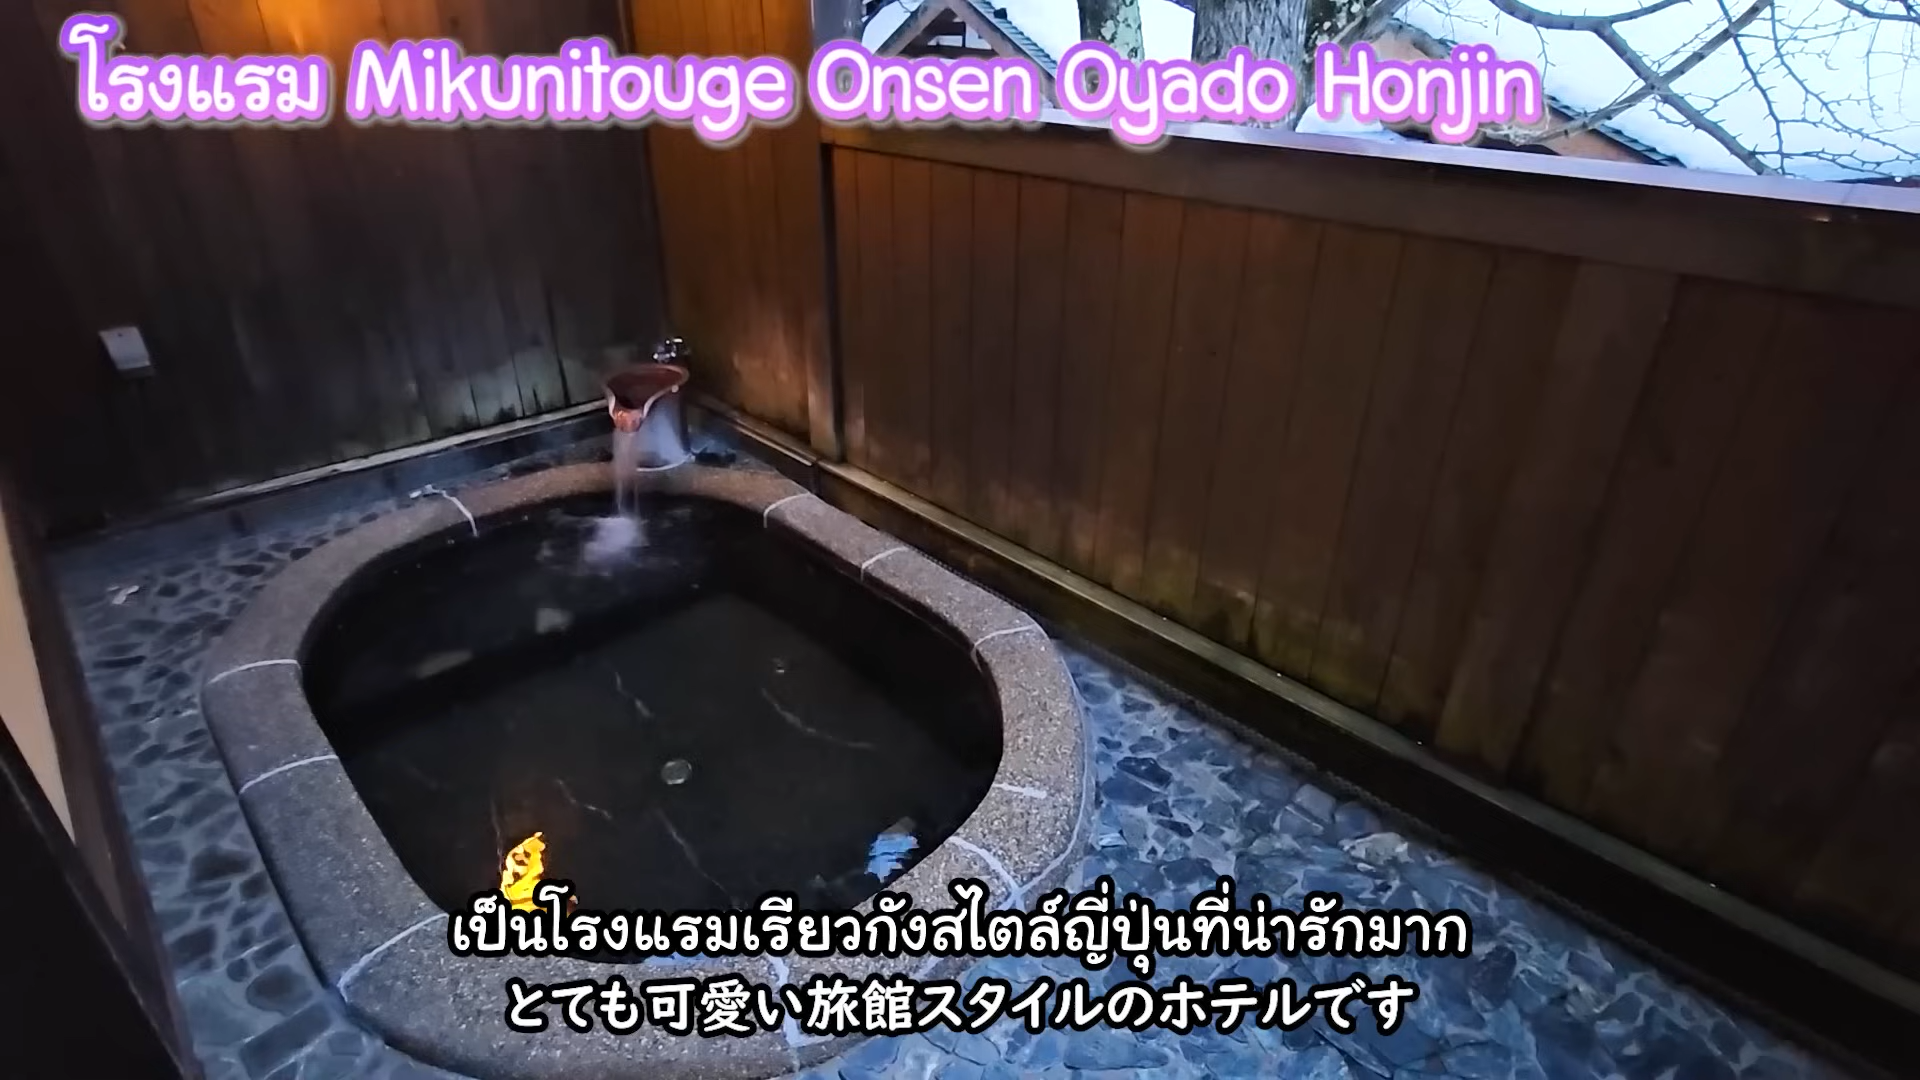 โรงแรม Mikunitouge Onsen Oyado Honjin
เป็นโรงแรมเรียวกังสไตล์ญี่ปุ่นที่น่ารักมาก
とても可愛い旅館スタイルのホテルです